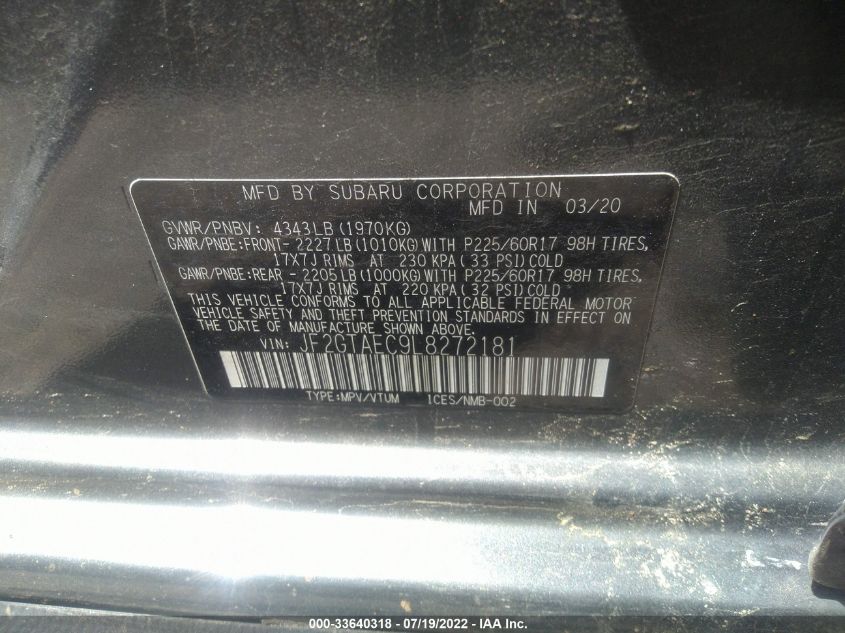 MFD BY SUBARU CORPORATION
MFD IN 03/20
GVWR/PNBV: 4343LB (1970KG)
GAWR/PNBE:FRONT- 2227LB (1010KG) WITH P225/60R17 98H TIRES,
17X7J RIMS AT 230 KPA (33 PSI) COLD
GAWR/PNBE:REAR - 2205LB (1000KG) WITH P225/60R17 98H TIRES,
17X7J RIMS AT 220 KPA (32 PSI) COLD
THIS VEHICLE CONFORMS TO ALL APPLICABLE FEDERAL MOTOR
VEHICLE SAFETY AND THEFT PREVENTION STANDARDS IN EFFECT ON
THE DATE OF MANUFACTURE SHOWN ABOVE.
VIN: JF2GTAEC9L8272181
TYPE:MPV/VTUM ICES/NMB-002
000-33640318 - 07/19/2022 - IAA Inc.